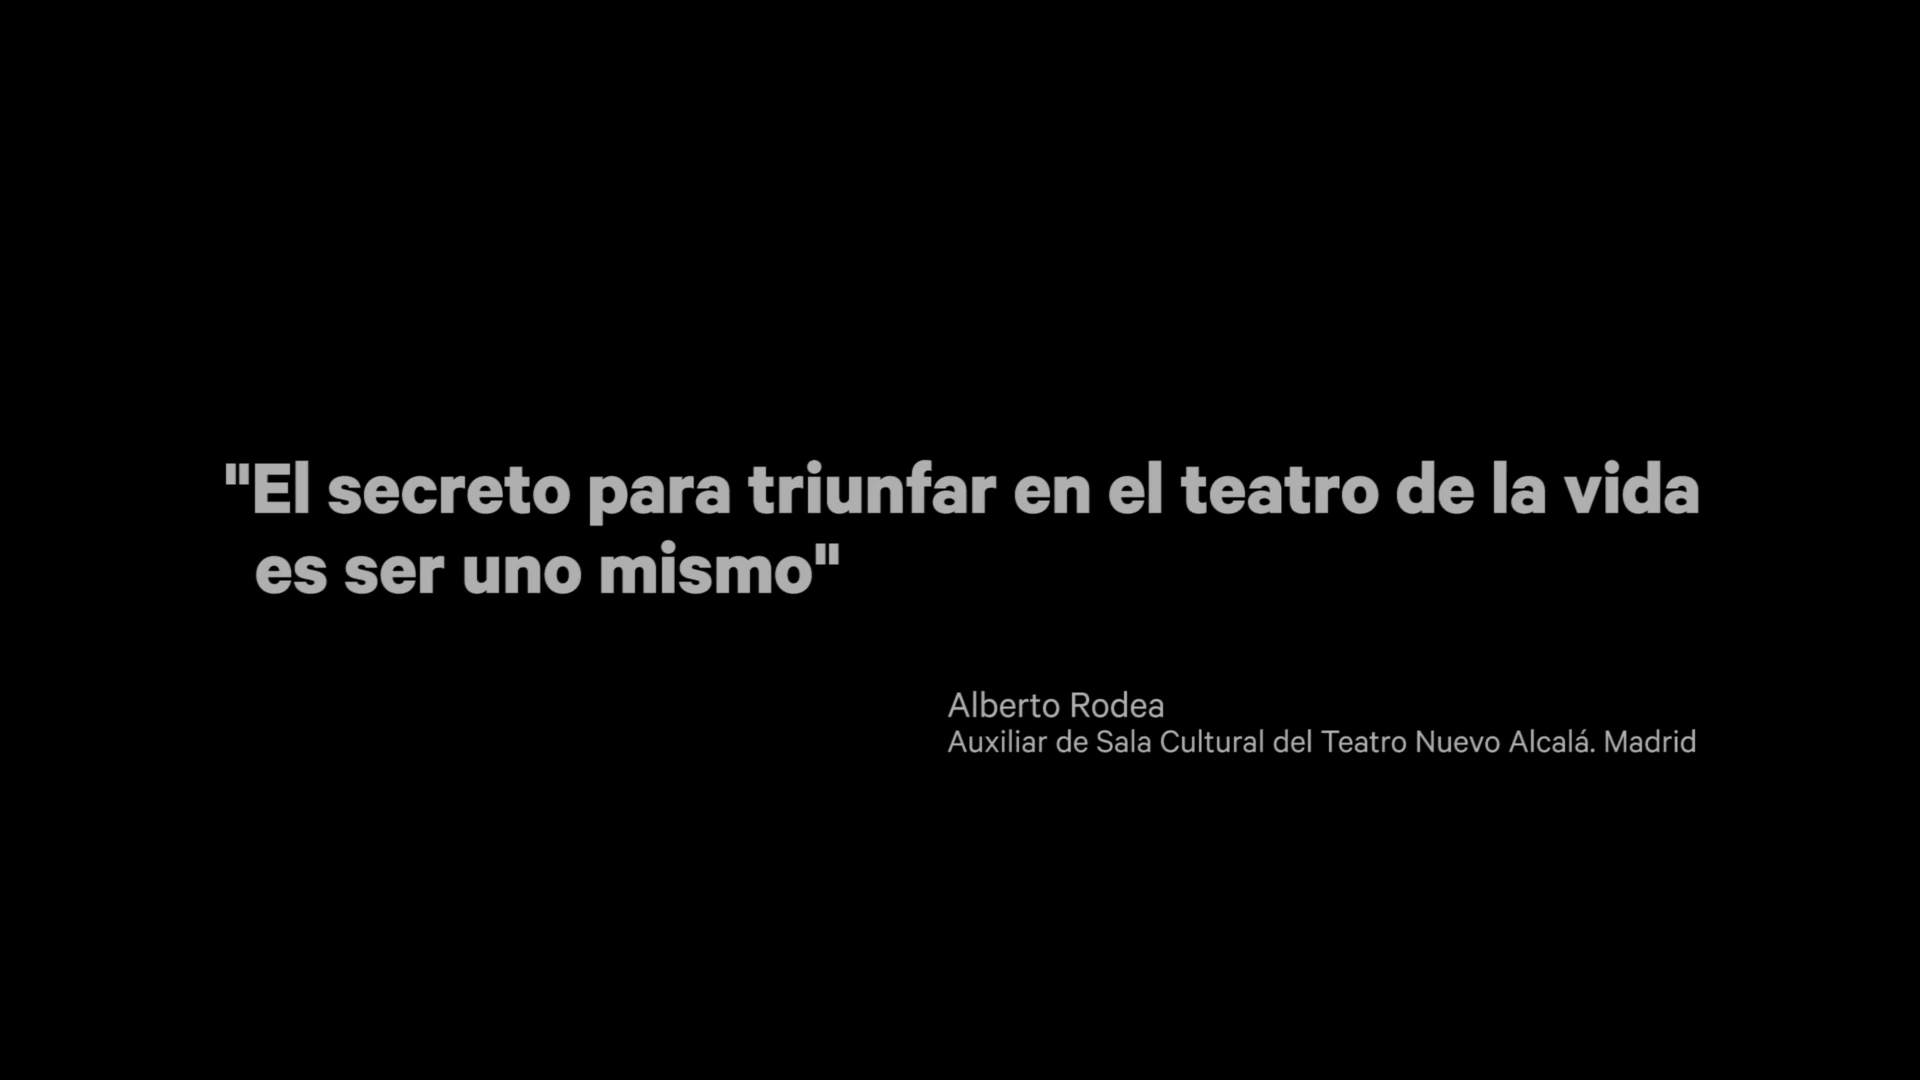 "El secreto para triunfar en el teatro de la vida
es ser uno mismo"
Alberto Rodea
Auxiliar de Sala Cultural del Teatro Nuevo Alcalá. Madrid